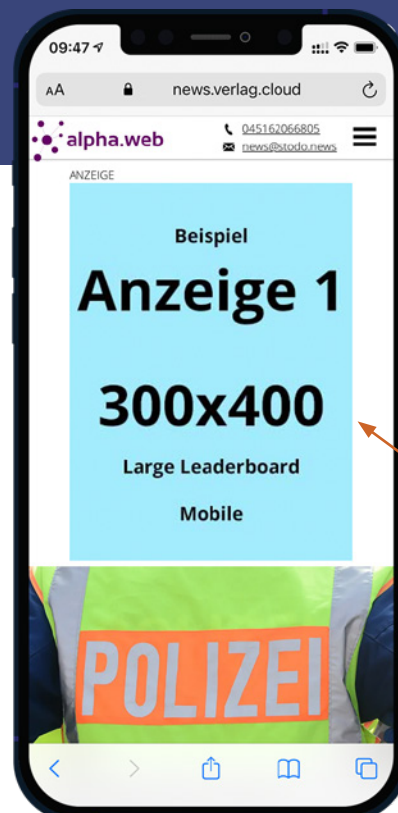 09:47
AA news.verlag.cloud
alpha.web
045162066805
news@stodo.news
ANZEIGE
Beispiel
Anzeige 1
300x400
Large Leaderboard
Mobile
POLIZEI